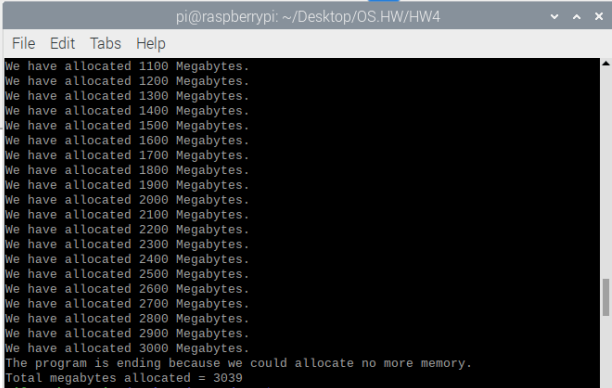 pi@raspberrypi: ~/Desktop/OS.HW/HW4
File Edit Tabs Help
We have allocated 1100 Megabytes.
We have allocated 1200 Megabytes.
We have allocated 1300 Megabytes.
We have allocated 1400 Megabytes.
We have allocated 1500 Megabytes.
We have allocated 1600 Megabytes.
We have allocated 1700 Megabytes.
We have allocated 1800 Megabytes.
We have allocated 1900 Megabytes.
We have allocated 2000 Megabytes.
We have allocated 2100 Megabytes.
We have allocated 2200 Megabytes.
We have allocated 2300 Megabytes.
We have allocated 2400 Megabytes.
We have allocated 2500 Megabytes.
We have allocated 2600 Megabytes.
We have allocated 2700 Megabytes.
We have allocated 2800 Megabytes.
We have allocated 2900 Megabytes.
We have allocated 3000 Megabytes.
The program is ending because we could allocate no more memory.
Total megabytes allocated = 3039